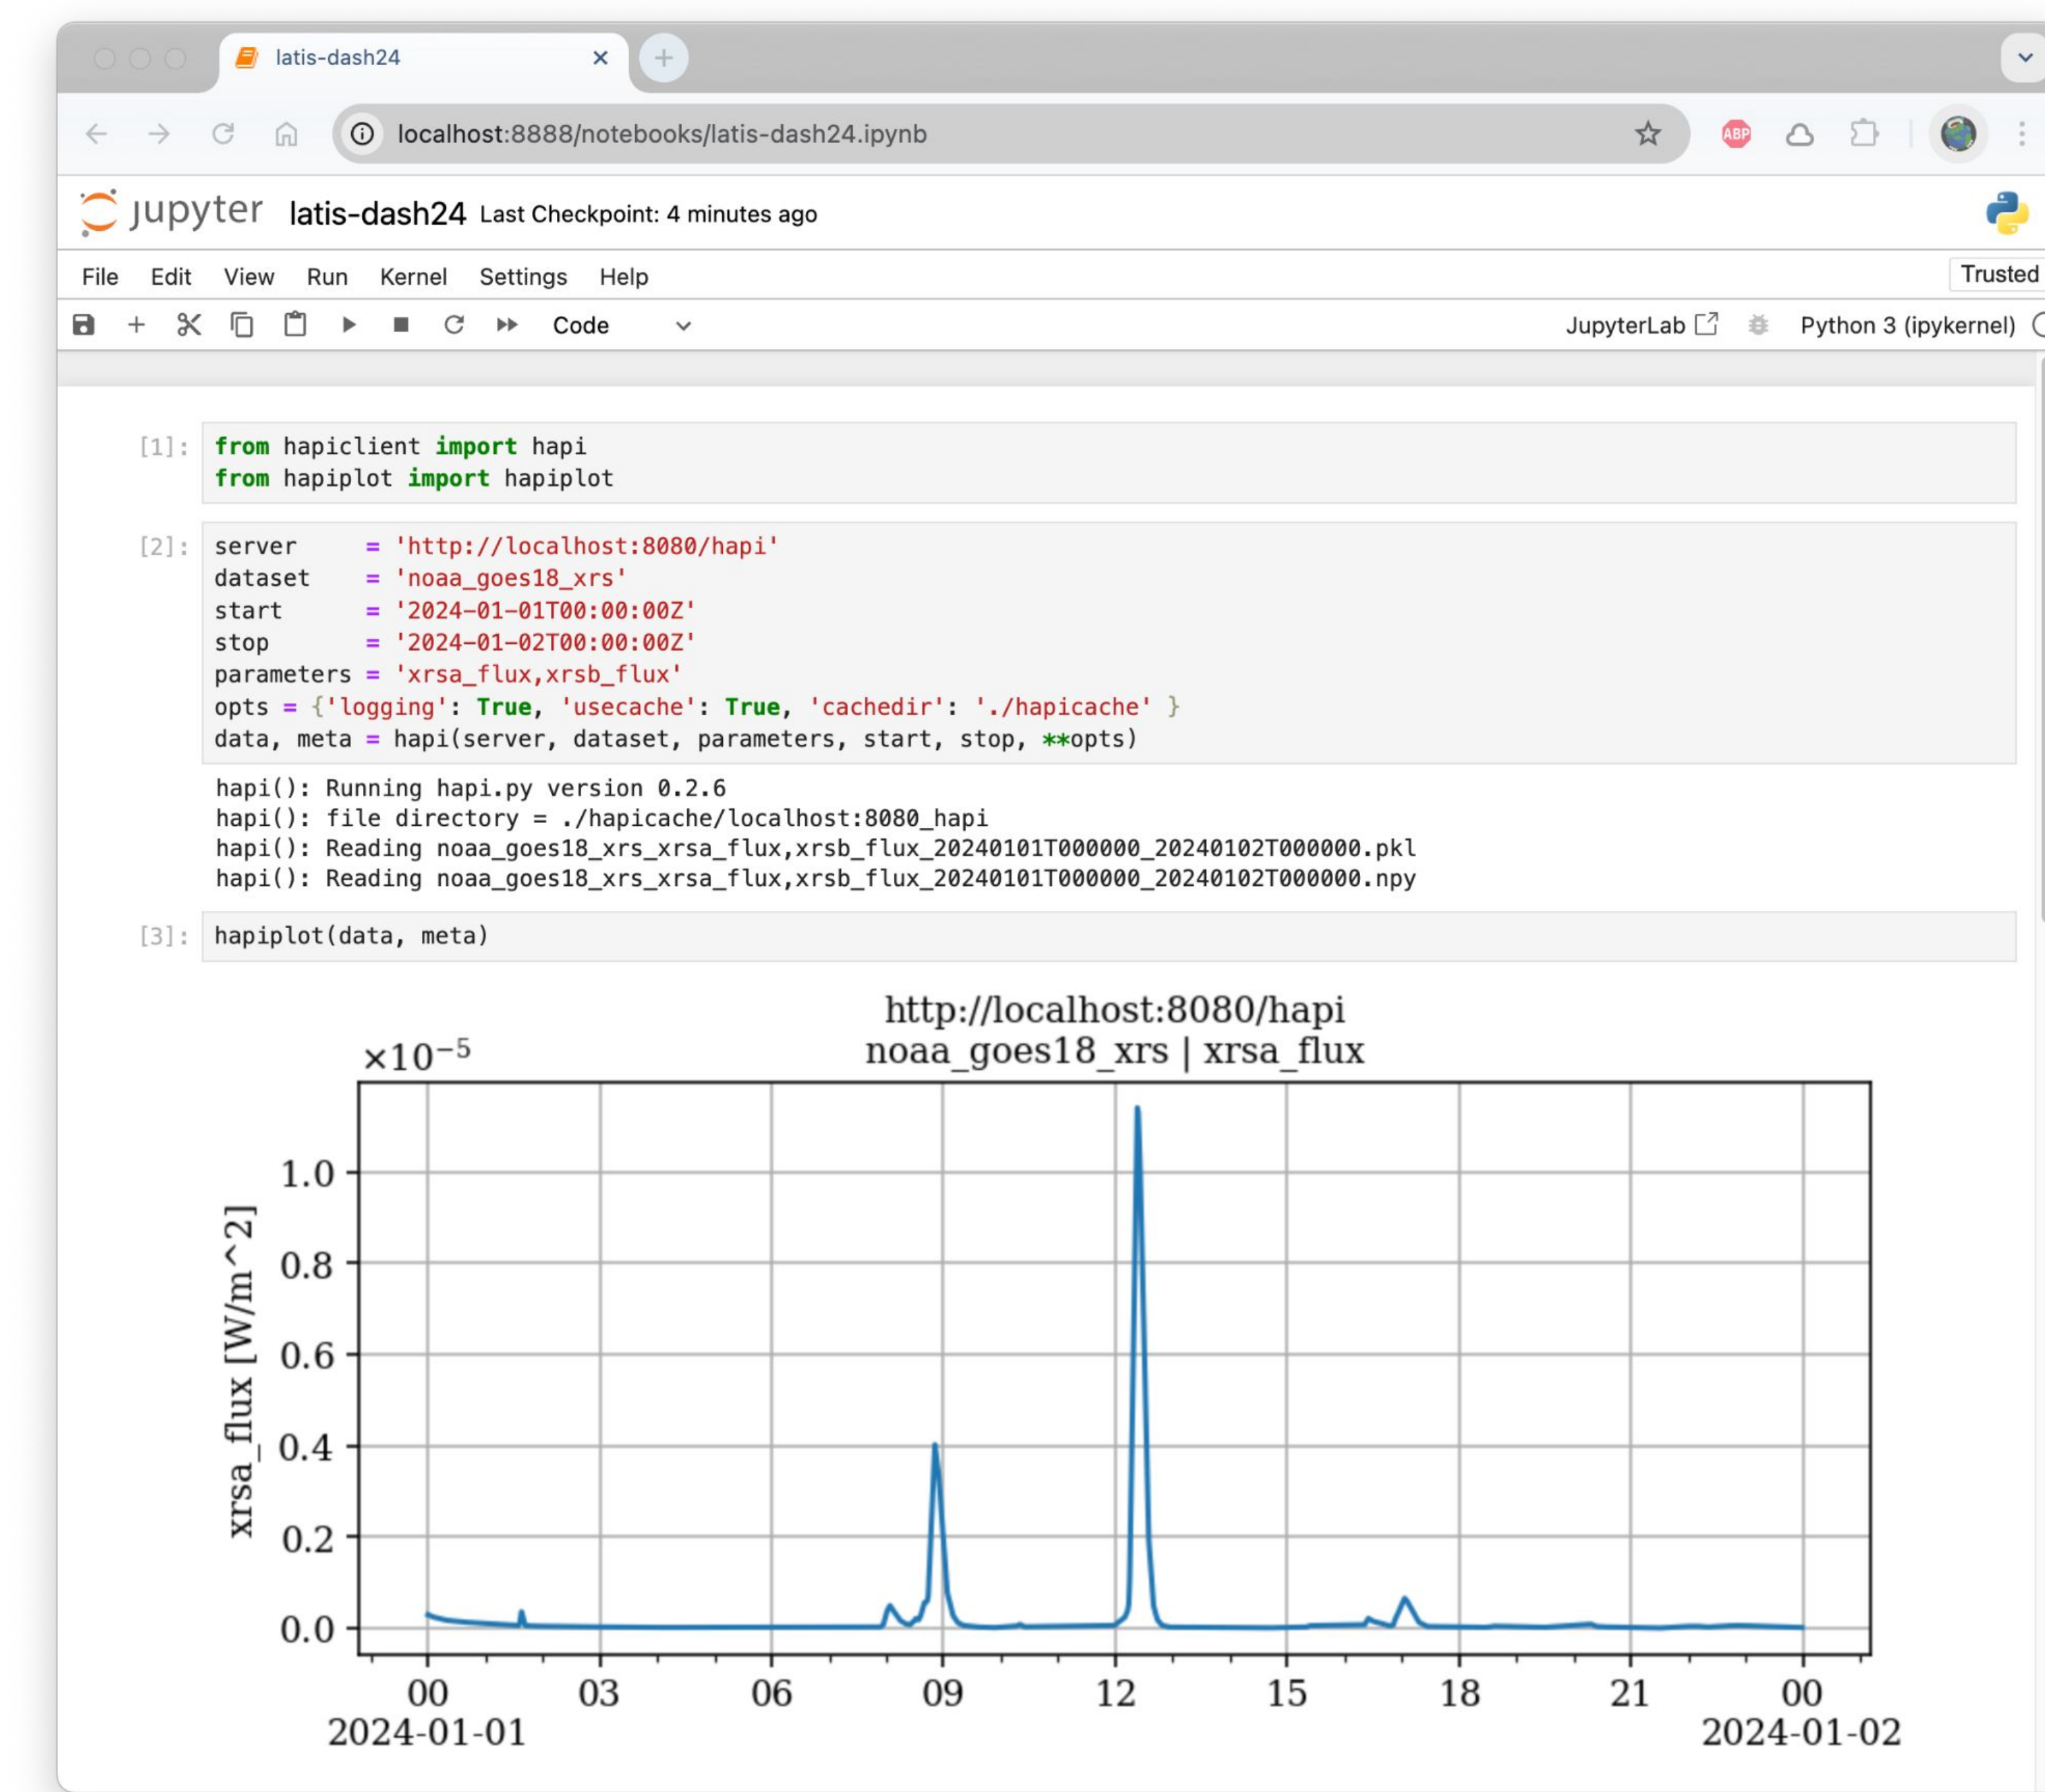 latis-dash24
localhost:8888/notebooks/latis-dash24.ipynb
ABP
jupyter latis-dash24 Last Checkpoint: 4 minutes ago
File Edit View Run Kernel Settings Help
Trusted
Code
JupyterLab
Python 3 (ipykernel)
[1]: from hapiclient import hapi
from hapiplot import hapiplot
[2]: server     = 'http://localhost:8080/hapi'
dataset    = 'noaa_goes18_xrs'
start      = '2024-01-01T00:00:00Z'
stop       = '2024-01-02T00:00:00Z'
parameters = 'xrsa_flux,xrsb_flux'
opts = {'logging': True, 'usecache': True, 'cachedir': './hapicache' }
data, meta = hapi(server, dataset, parameters, start, stop, **opts)
hapi(): Running hapi.py version 0.2.6
hapi(): file directory = ./hapicache/localhost:8080_hapi
hapi(): Reading noaa_goes18_xrs_xrsa_flux,xrsb_flux_20240101T000000_20240102T000000.pkl
hapi(): Reading noaa_goes18_xrs_xrsa_flux,xrsb_flux_20240101T000000_20240102T000000.npy
[3]: hapiplot(data, meta)
http://localhost:8080/hapi
noaa_goes18_xrs | xrsa_flux
×10⁻⁵
xrsa_flux [W/m^2]
1.0
0.8
0.6
0.4
0.2
0.0
00 03 06 09 12 15 18 21 00
2024-01-01 2024-01-02